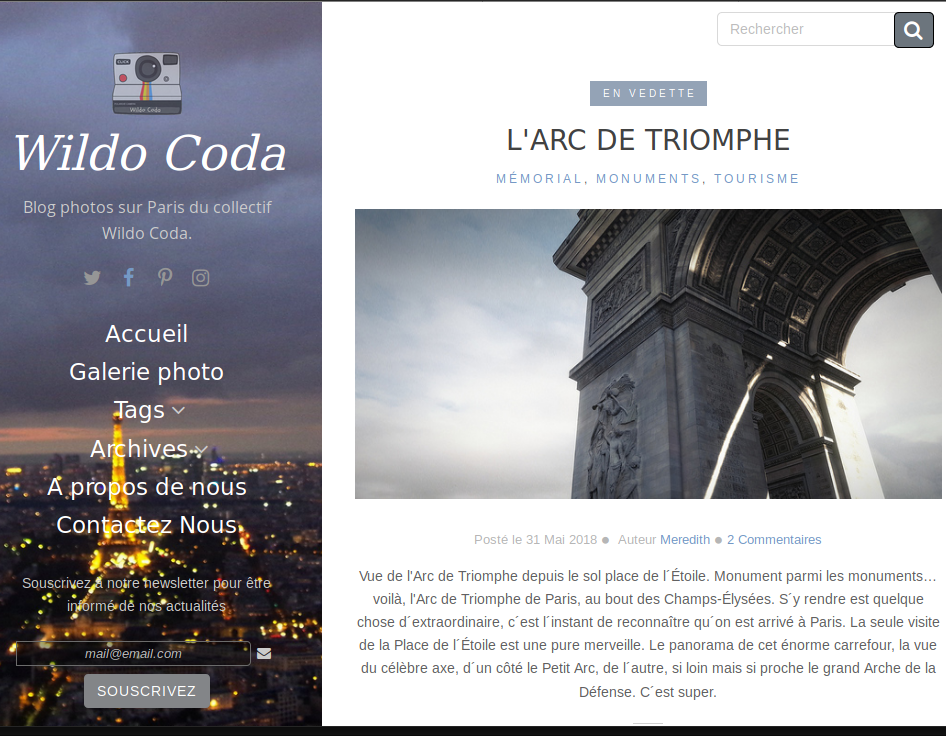 CLICK
Wildo Coda
Wildo Coda
Blog photos sur Paris du collectif
Wildo Coda.
Accueil
Galerie photo
Tags
Archives
A propos de nous
Contactez Nous
Souscrivez à notre newsletter pour être
informé de nos actualités
mail@email.com
SOUSCRIVEZ
Rechercher
EN VEDETTE
L'ARC DE TRIOMPHE
MÉMORIAL, MONUMENTS, TOURISME
Posté le 31 Mai 2018 ● Auteur Meredith ● 2 Commentaires
Vue de l'Arc de Triomphe depuis le sol place de l´Étoile. Monument parmi les monuments…
voilà, l'Arc de Triomphe de Paris, au bout des Champs-Élysées. S´y rendre est quelque
chose d´extraordinaire, c´est l´instant de reconnaître qu´on est arrivé à Paris. La seule visite
de la Place de l´Étoile est une pure merveille. Le panorama de cet énorme carrefour, la vue
du célèbre axe, d´un côté le Petit Arc, de l´autre, si loin mais si proche le grand Arche de la
Défense. C´est super.